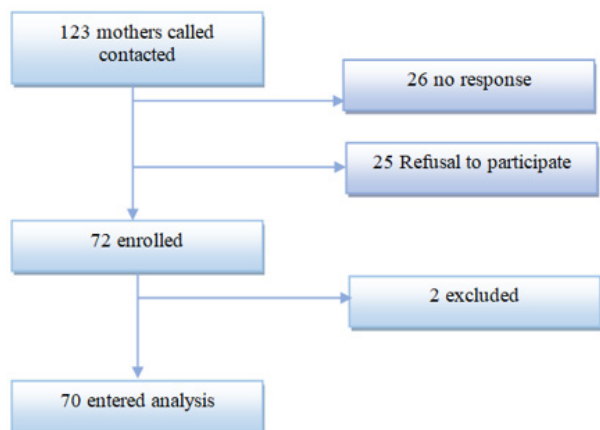 123 mothers called
contacted
26 no response
25 Refusal to participate
72 enrolled
2 excluded
70 entered analysis